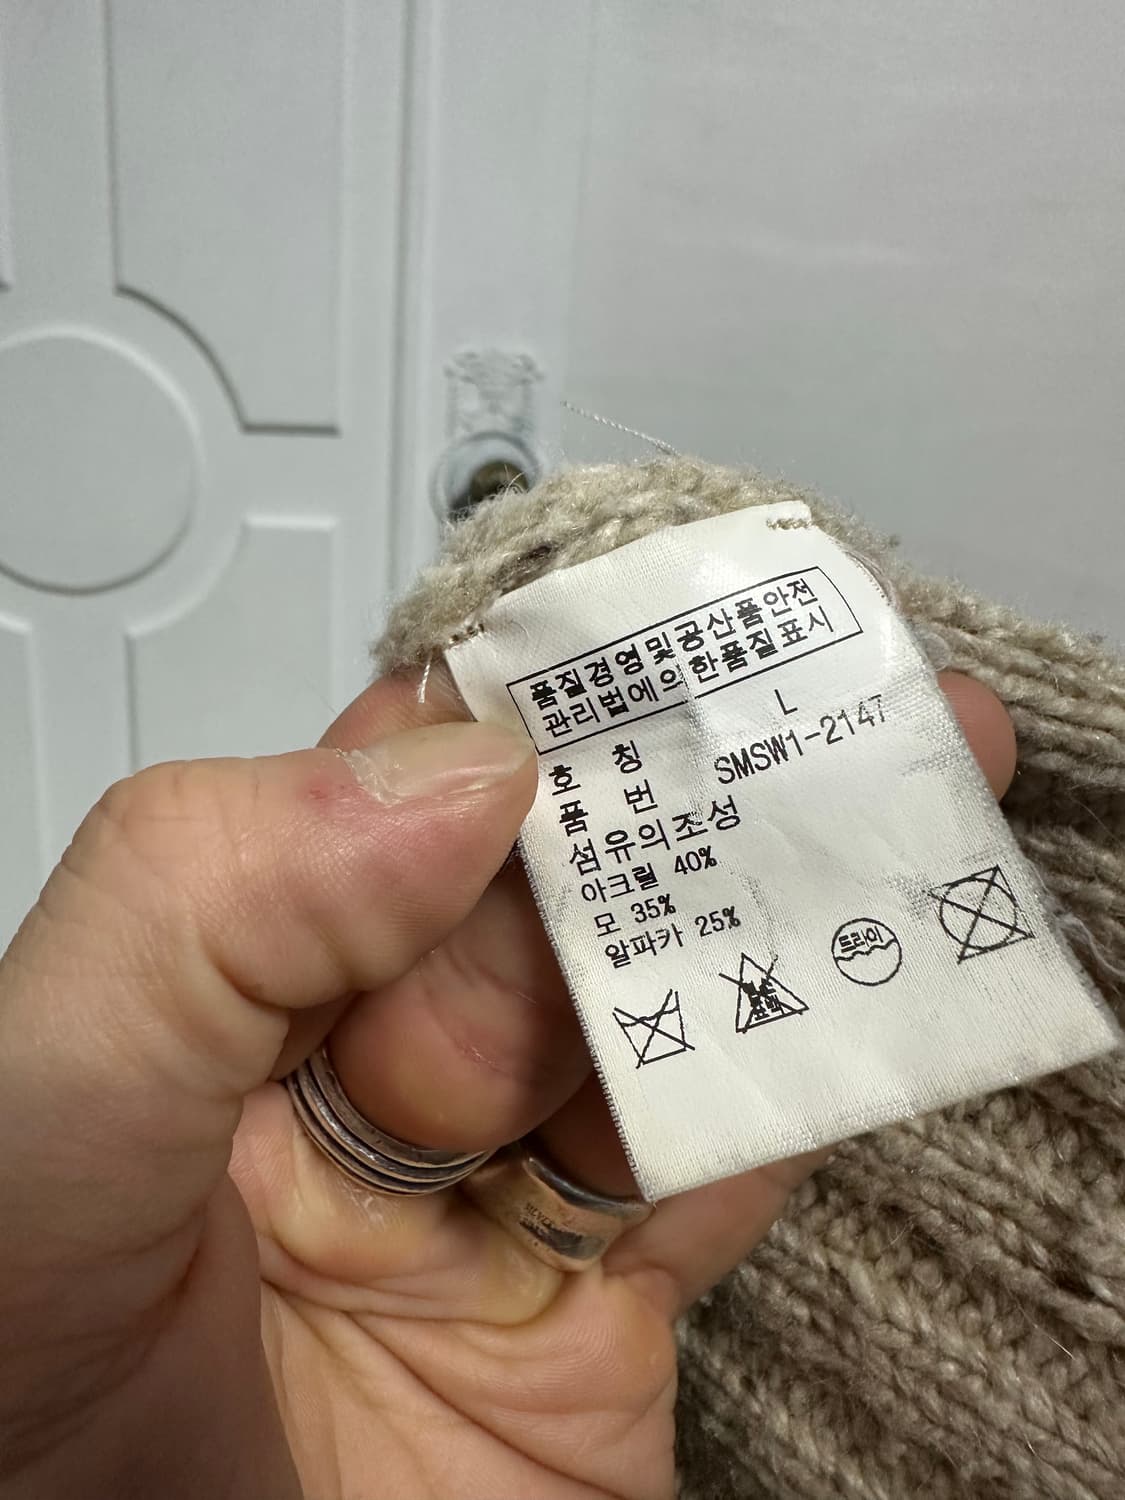 품질경영및공산품안전
관리법에의한품질표시
호 칭 L
품 번 SMSW1-2147
섬유의조성
아크릴 40%
모 35%
알파카 25%
트라이